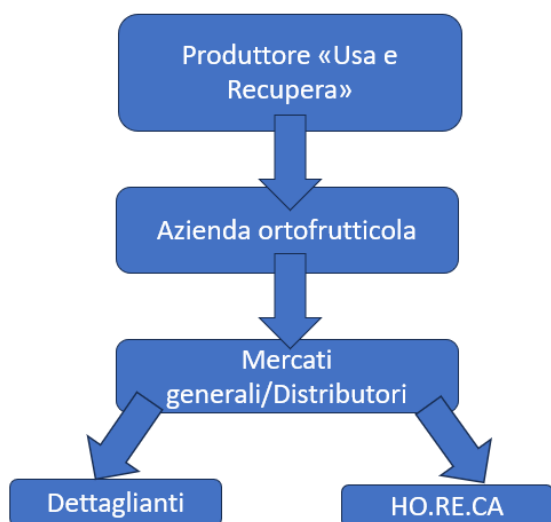 Produttore «Usa e
Recupera»
Azienda ortofrutticola
Mercati
generali/Distributori
Dettaglianti
HO.RE.CA